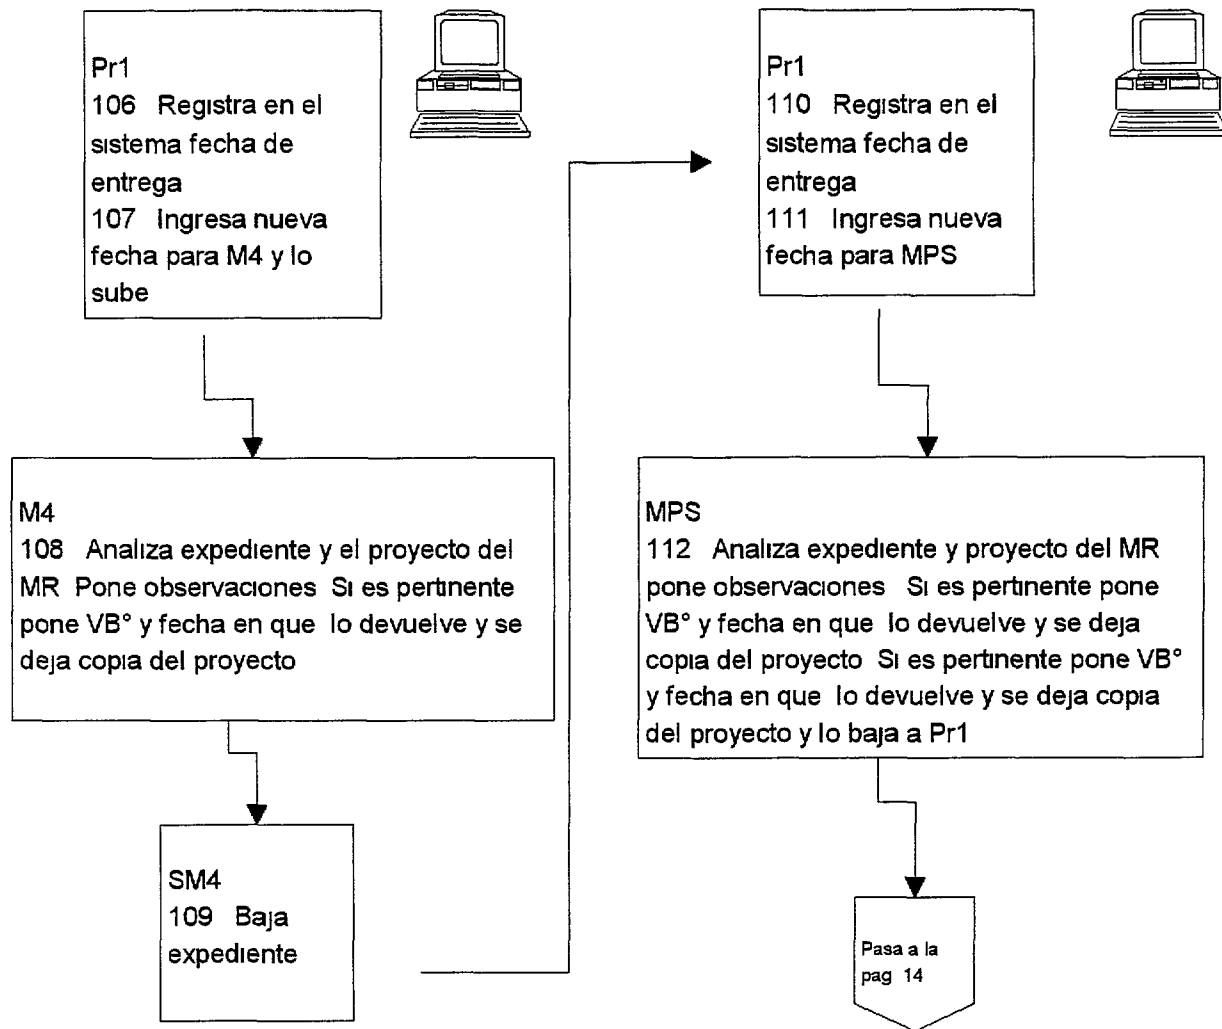 Pr1
106 Registra en el
sistema fecha de
entrega
107 Ingresa nueva
fecha para M4 y lo
sube
M4
108 Analiza expediente y el proyecto del
MR Pone observaciones Si es pertinente
pone VB° y fecha en que lo devuelve y se
deja copia del proyecto
SM4
109 Baja
expediente
Pr1
110 Registra en el
sistema fecha de
entrega
111 Ingresa nueva
fecha para MPS
MPS
112 Analiza expediente y proyecto del MR
pone observaciones Si es pertinente pone
VB° y fecha en que lo devuelve y se deja
copia del proyecto Si es pertinente pone VB°
y fecha en que lo devuelve y se deja copia
del proyecto y lo baja a Pr1
Pasa a la
pag 14